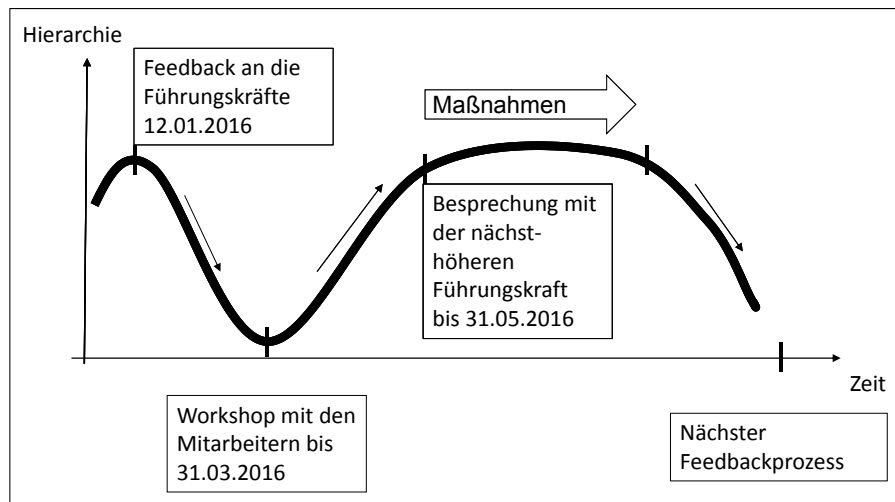 Hierarchie
Feedback an die
Führungskräfte
12.01.2016
Maßnahmen
Besprechung mit
der nächst-
höheren
Führungskraft
bis 31.05.2016
Zeit
Workshop mit den
Mitarbeitern bis
31.03.2016
Nächster
Feedbackprozess